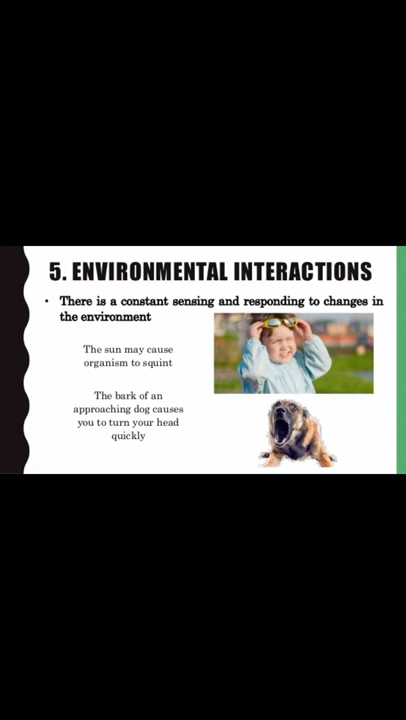 5. ENVIRONMENTAL INTERACTIONS
• There is a constant sensing and responding to changes in
the environment
The sun may cause
organism to squint
The bark of an
approaching dog causes
you to turn your head
quickly